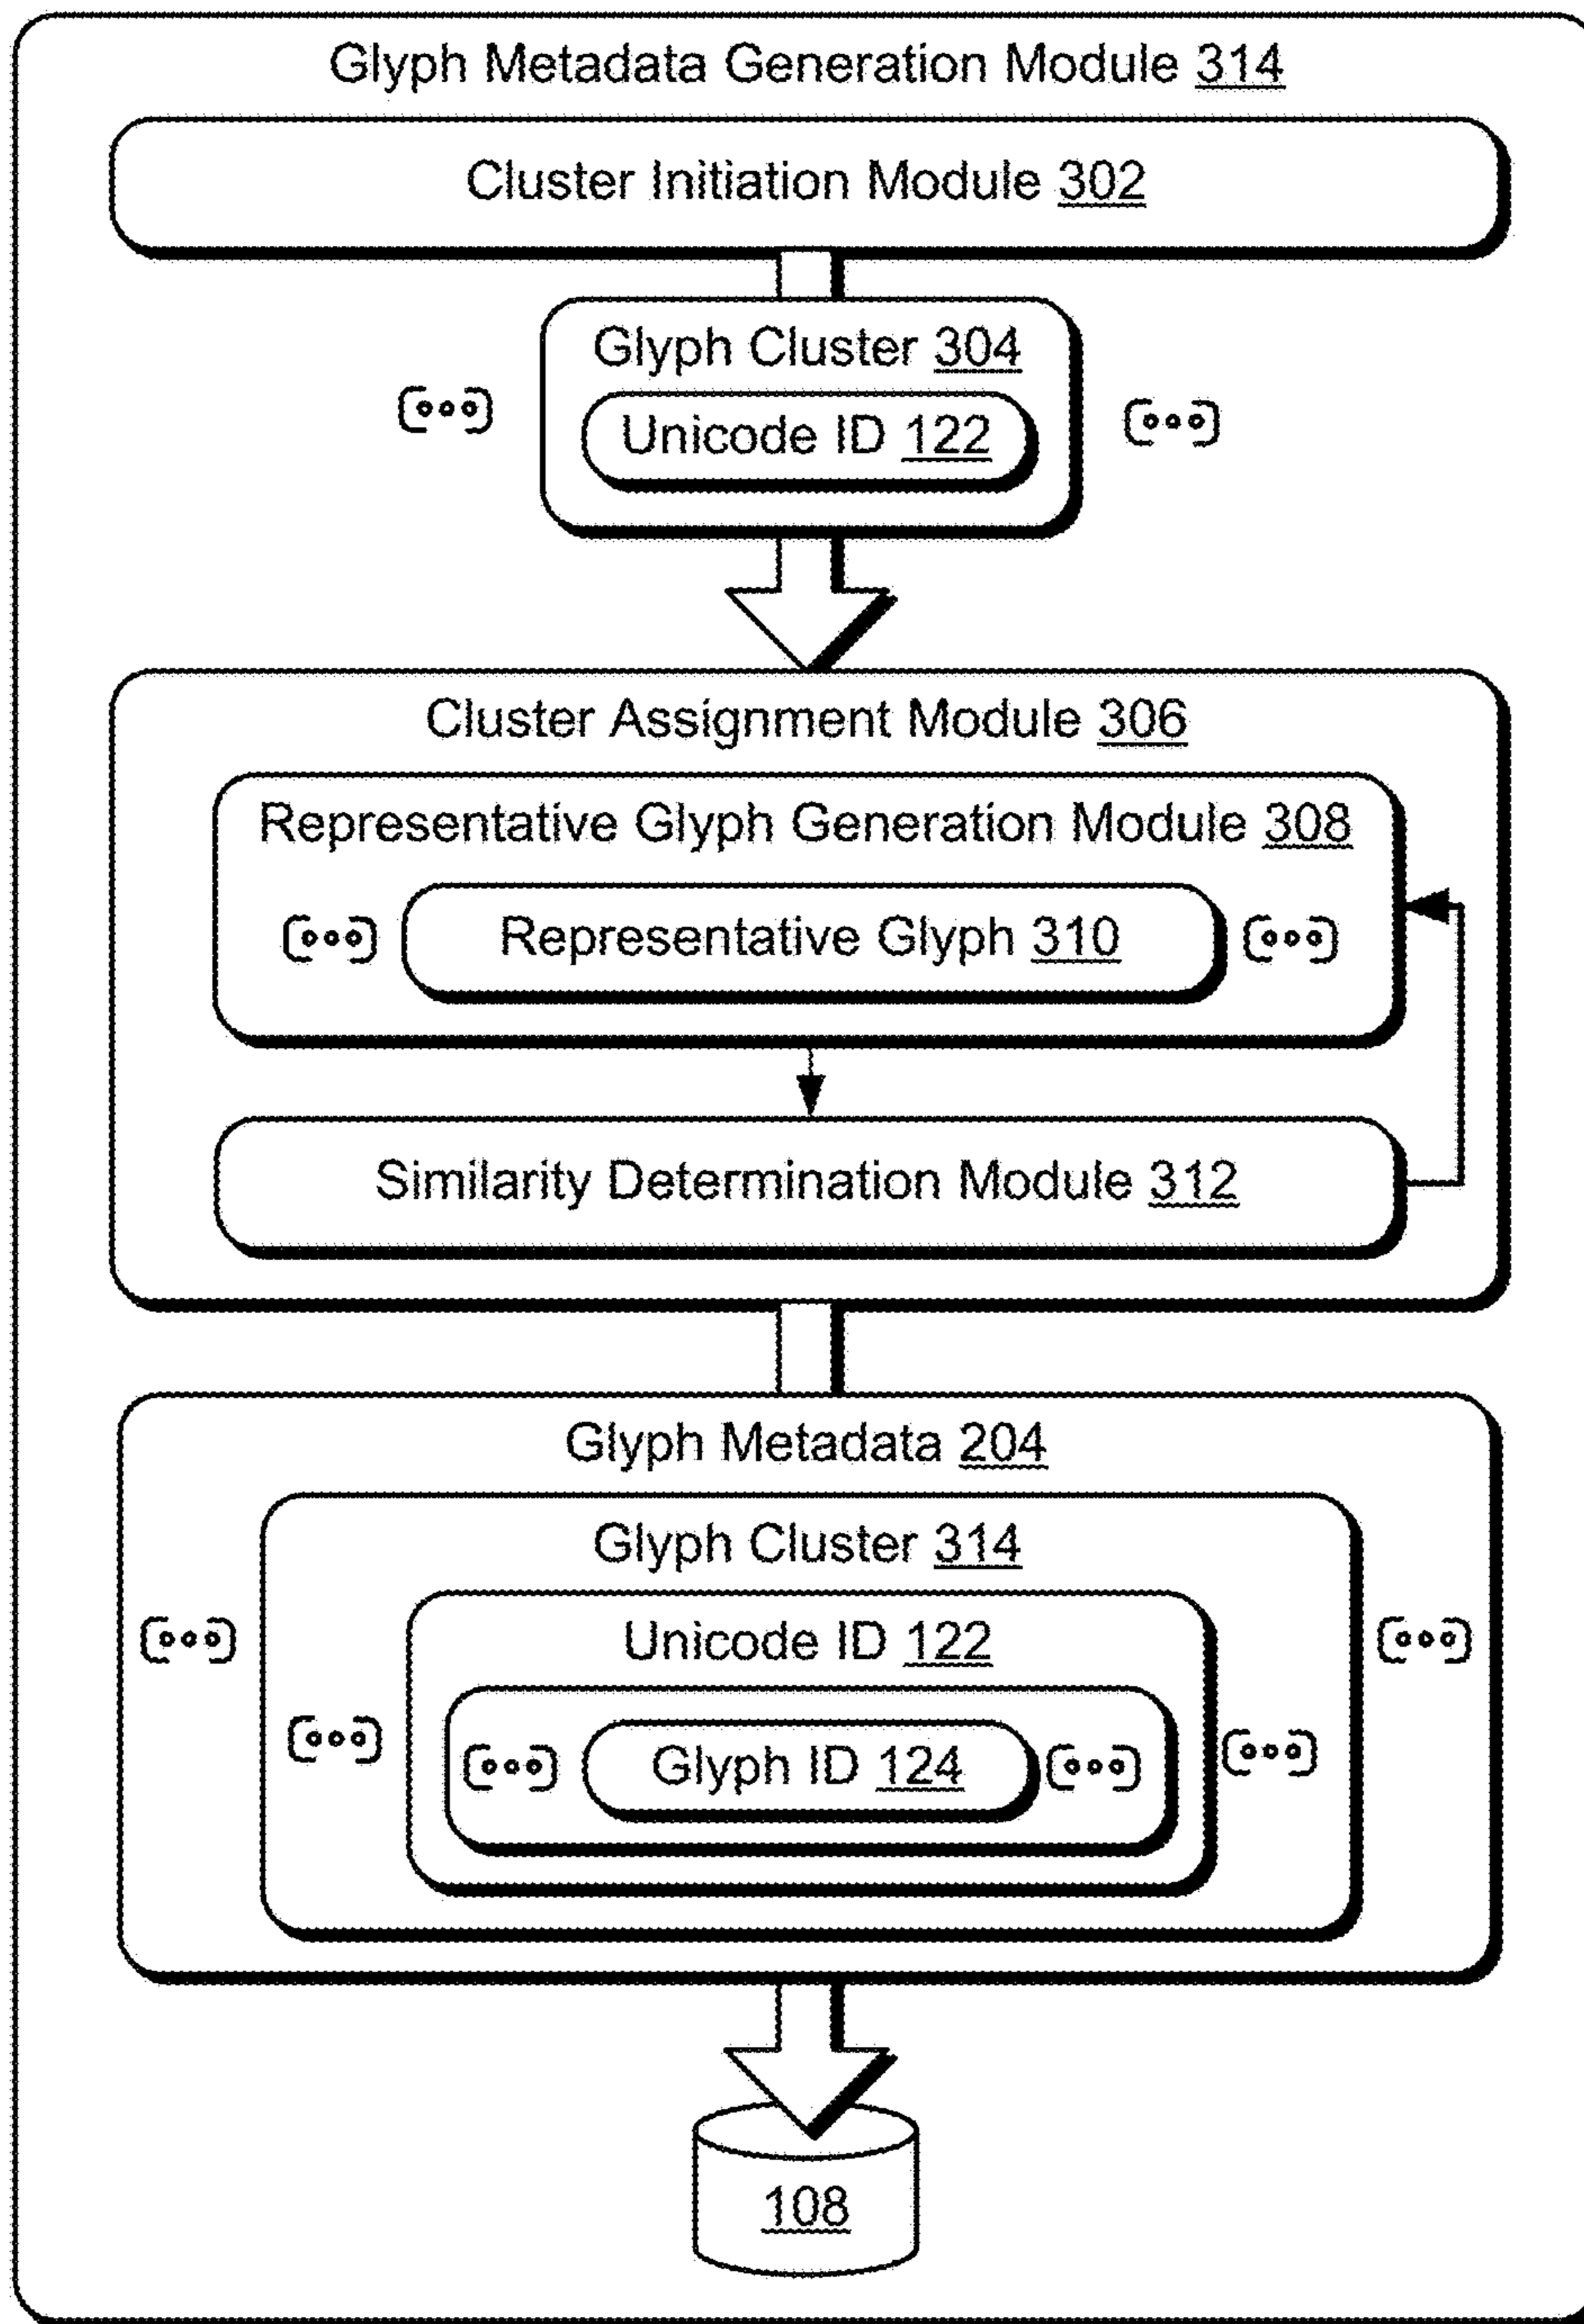 Glyph Metadata Generation Module 314
Cluster Initiation Module 302
Glyph Cluster 304
Unicode ID 122
Cluster Assignment Module 306
Representative Glyph Generation Module 308
Representative Glyph 310
Similarity Determination Module 312
Glyph Metadata 204
Glyph Cluster 314
Unicode ID 122
Glyph ID 124
108